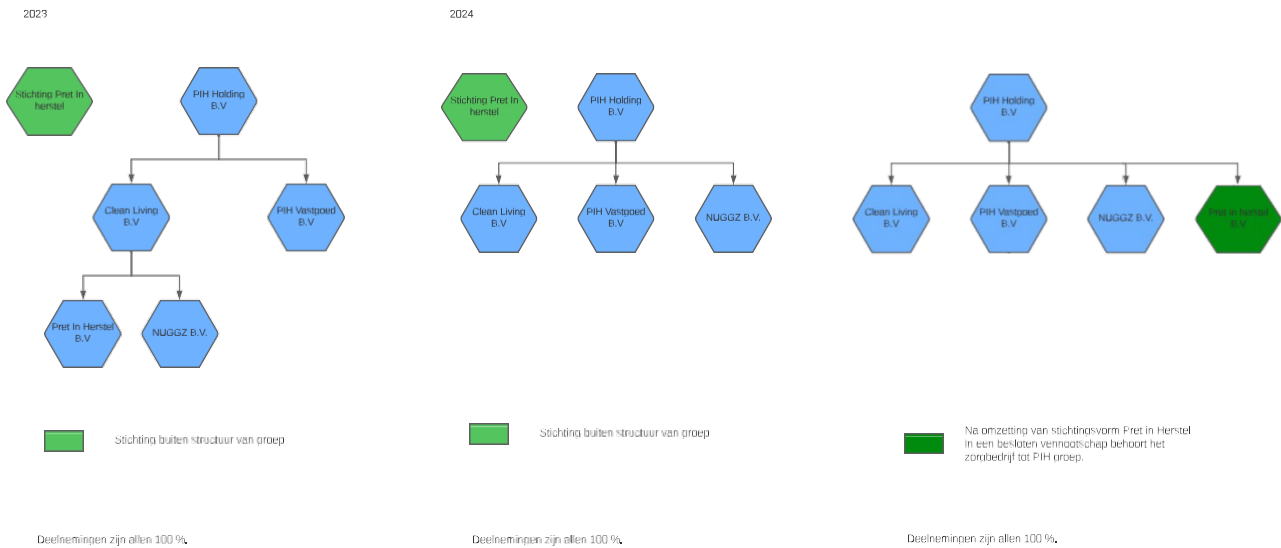 2023
Stichting Pret In
herstel
PIH Holding
B.V
Clean Living
B.V
PIH Vastgoed
B.V
Pret In Herstel
B.V
NUGGZ B.V.
Stichting buiten structuur van groep
Deelnemingen zijn allen 100 %.
2024
Stichting Pret In
herstel
PIH Holding
B.V
Clean Living
B.V
PIH Vastgoed
B.V
NUGGZ B.V.
Stichting buiten structuur van groep
Deelnemingen zijn allen 100 %.
PIH Holding
B.V
Clean Living
B.V
PIH Vastgoed
B.V
NUGGZ B.V.
Pret in herstel
B.V
Na omzetting van stichtingsvorm Pret in Herstel
in een besloten vennootschap behoort het
zorgbedrijf tot PIH groep.
Deelnemingen zijn allen 100 %.